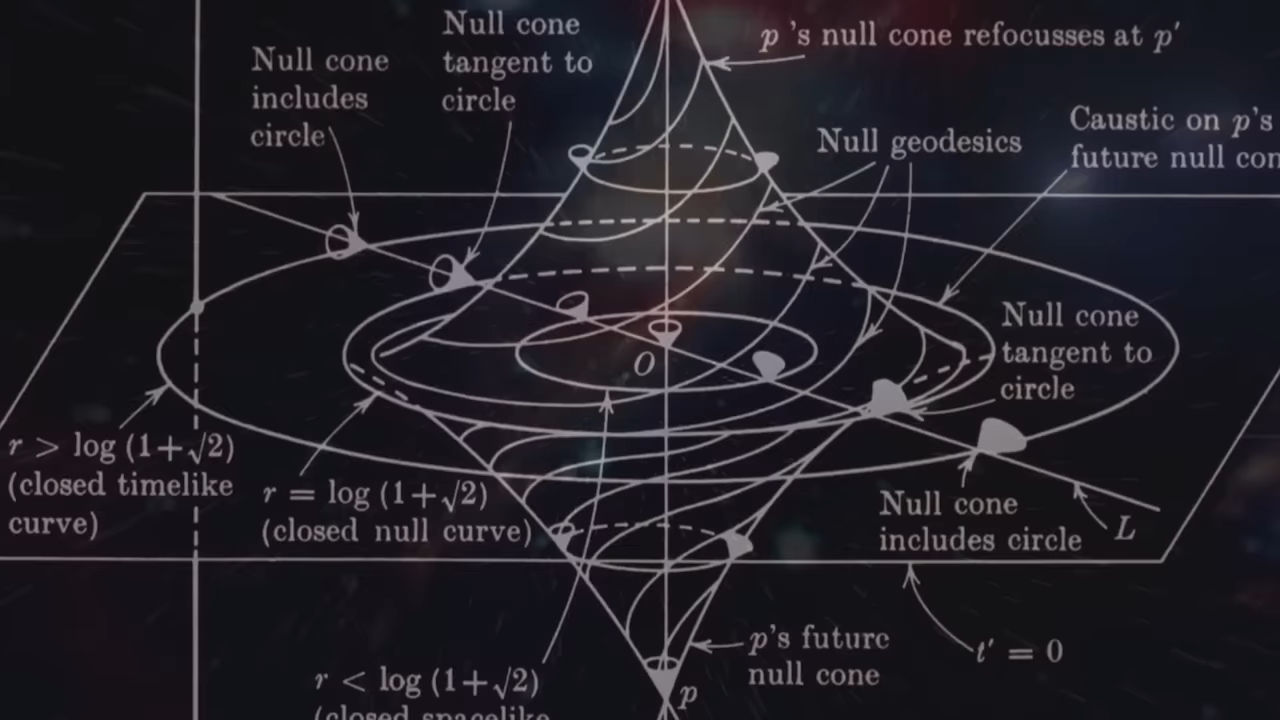 Null cone
tangent to
circle
p 's null cone refocusses at p′
Null cone
includes
circle
Caustic on p's
future null con
Null geodesics
Null cone
tangent to
circle
O
r > log (1+√2)
(closed timelike
curve)
r = log (1+√2)
(closed null curve)
Null cone
includes circle
L
p's future
null cone
t′ = 0
r < log (1+√2)
(closed spacelike
p